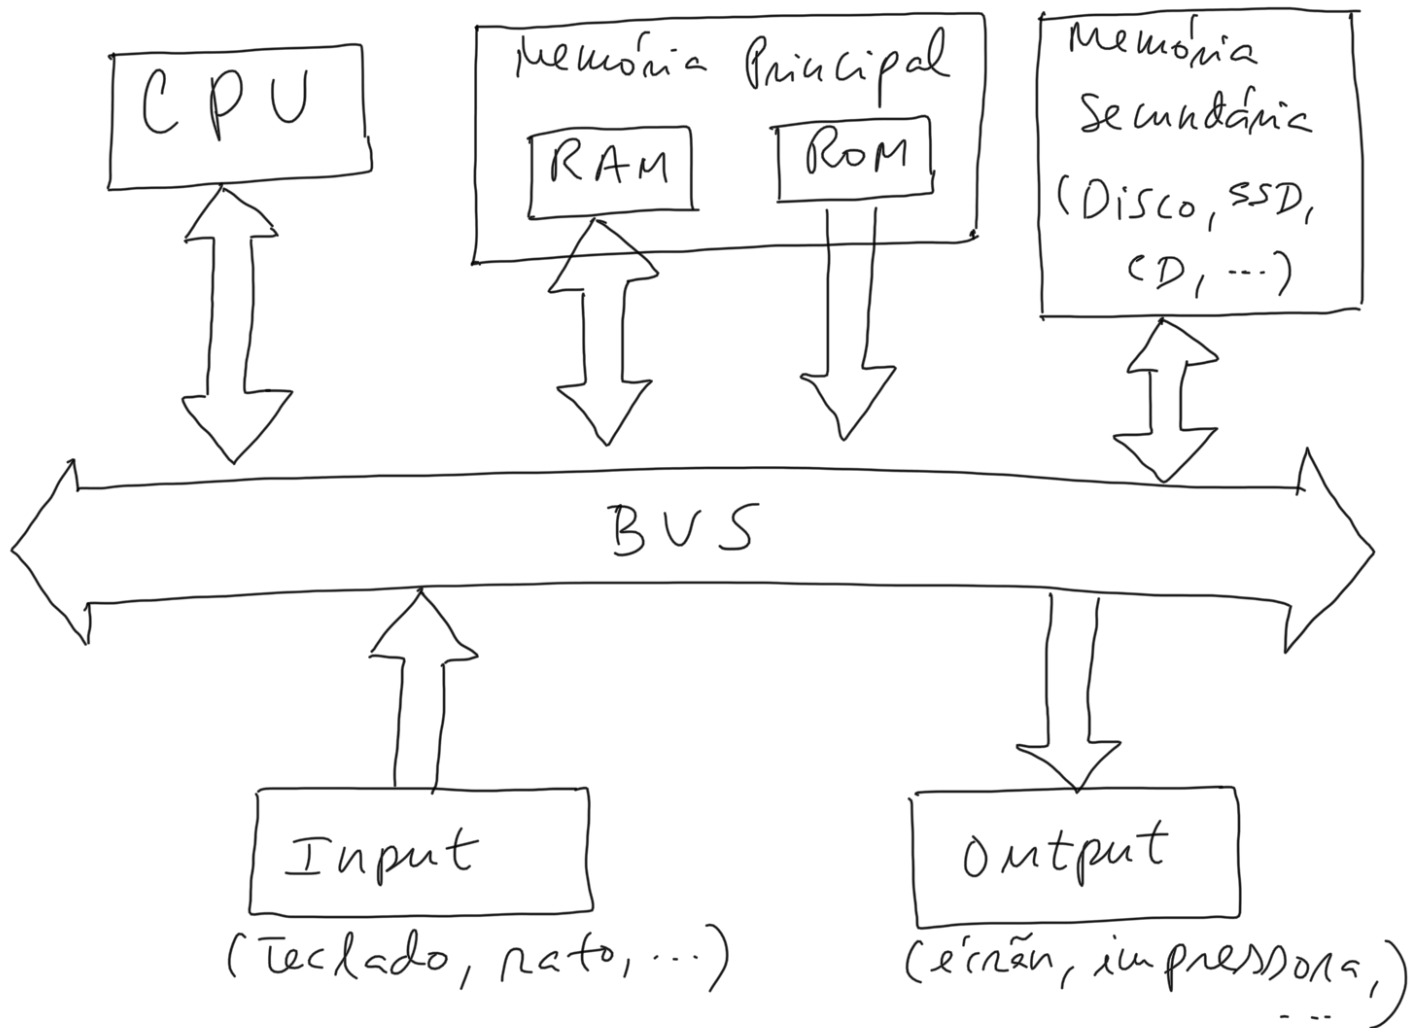 CPU
Memória Principal
RAM
ROM
Memória
Secundária
(Disco, SSD,
CD, ...)
BUS
Input
(Teclado, rato, ...)
Output
(écrãn, impressora,
...
)